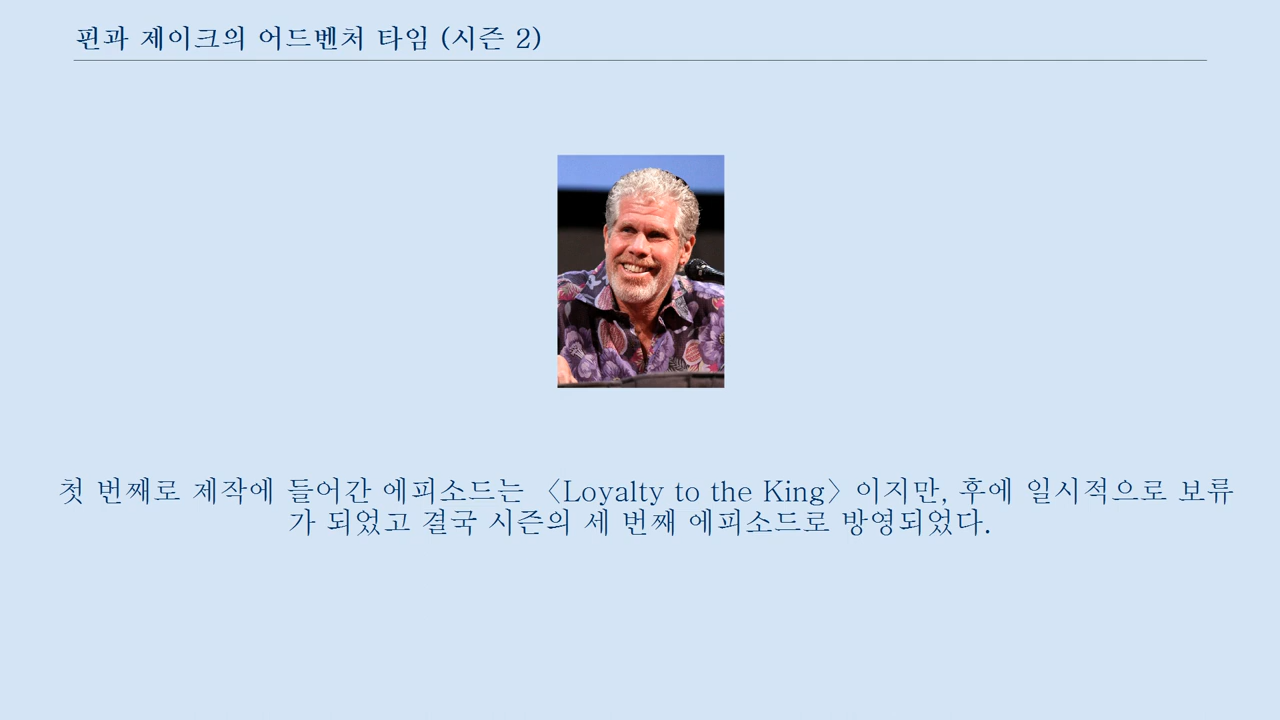 핀과 제이크의 어드벤처 타임 (시즌 2)
첫 번째로 제작에 들어간 에피소드는 〈Loyalty to the King〉이지만, 후에 일시적으로 보류
가 되었고 결국 시즌의 세 번째 에피소드로 방영되었다.